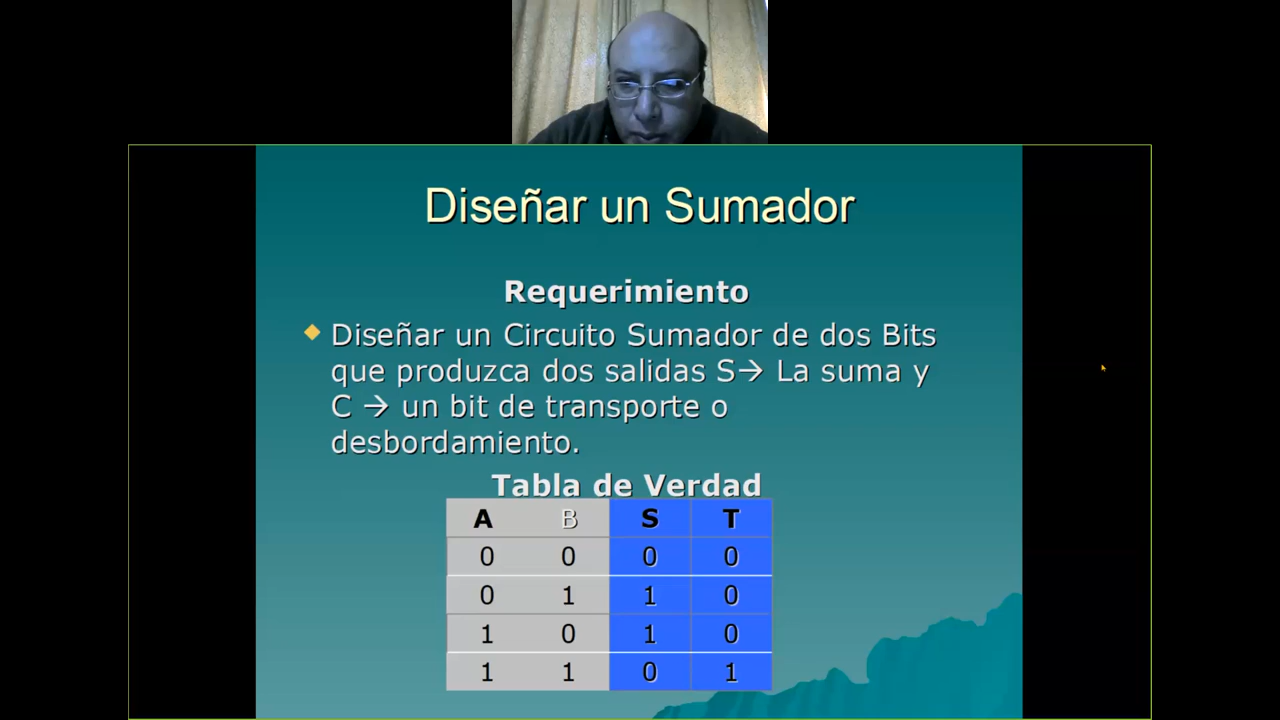 Diseñar un Sumador
Requerimiento
Diseñar un Circuito Sumador de dos Bits
que produzca dos salidas S→ La suma y
C → un bit de transporte o
desbordamiento.
Tabla de Verdad
A B S T
0 0 0 0
0 1 1 0
1 0 1 0
1 1 0 1